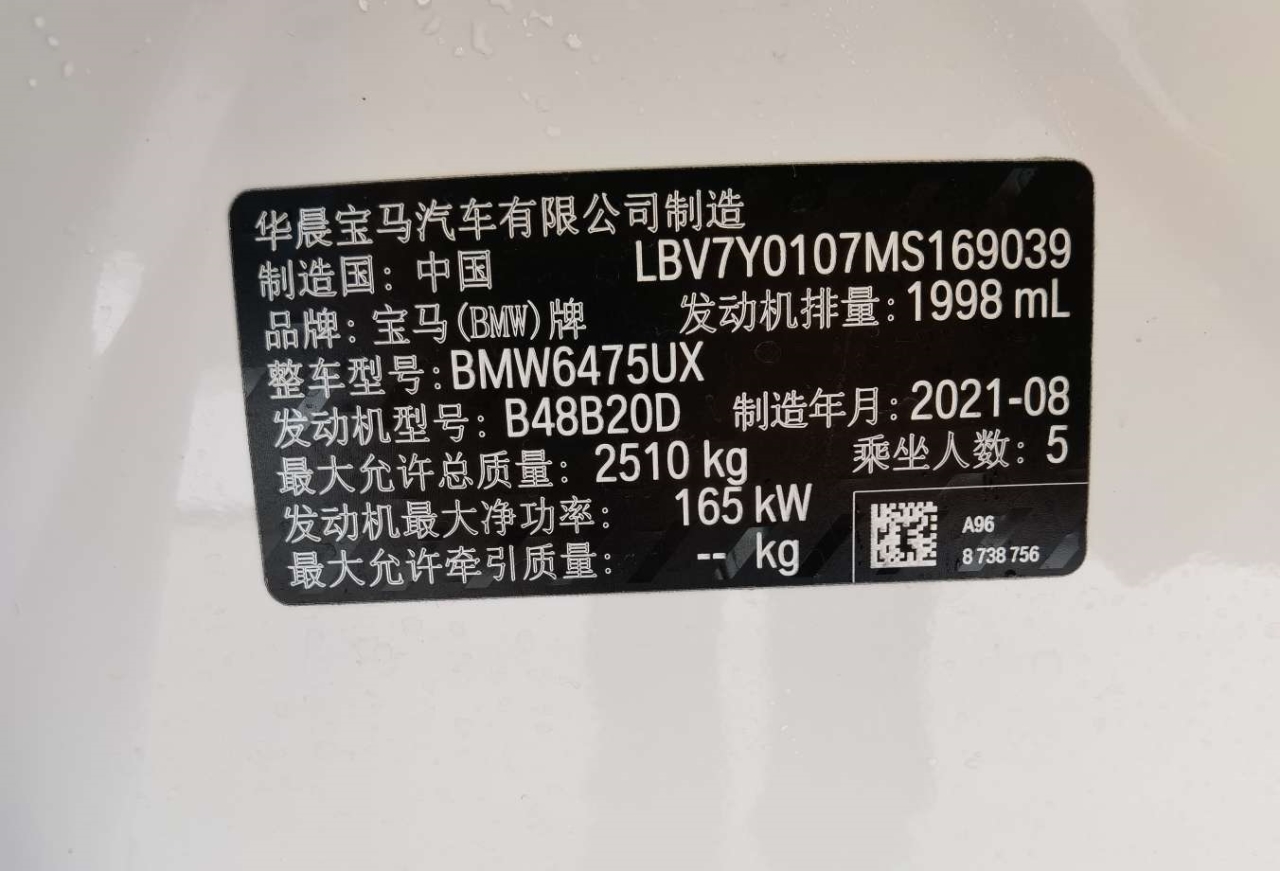 华晨宝马汽车有限公司制造
制造国：中国 LBV7Y0107MS169039
品牌：宝马(BMW)牌 发动机排量：1998 mL
整车型号：BMW6475UX
发动机型号：B48B20D 制造年月：2021-08
最大允许总质量：2510 kg 乘坐人数：5
发动机最大净功率：165 kW
最大允许牵引质量：-- kg
A96
8 738 756